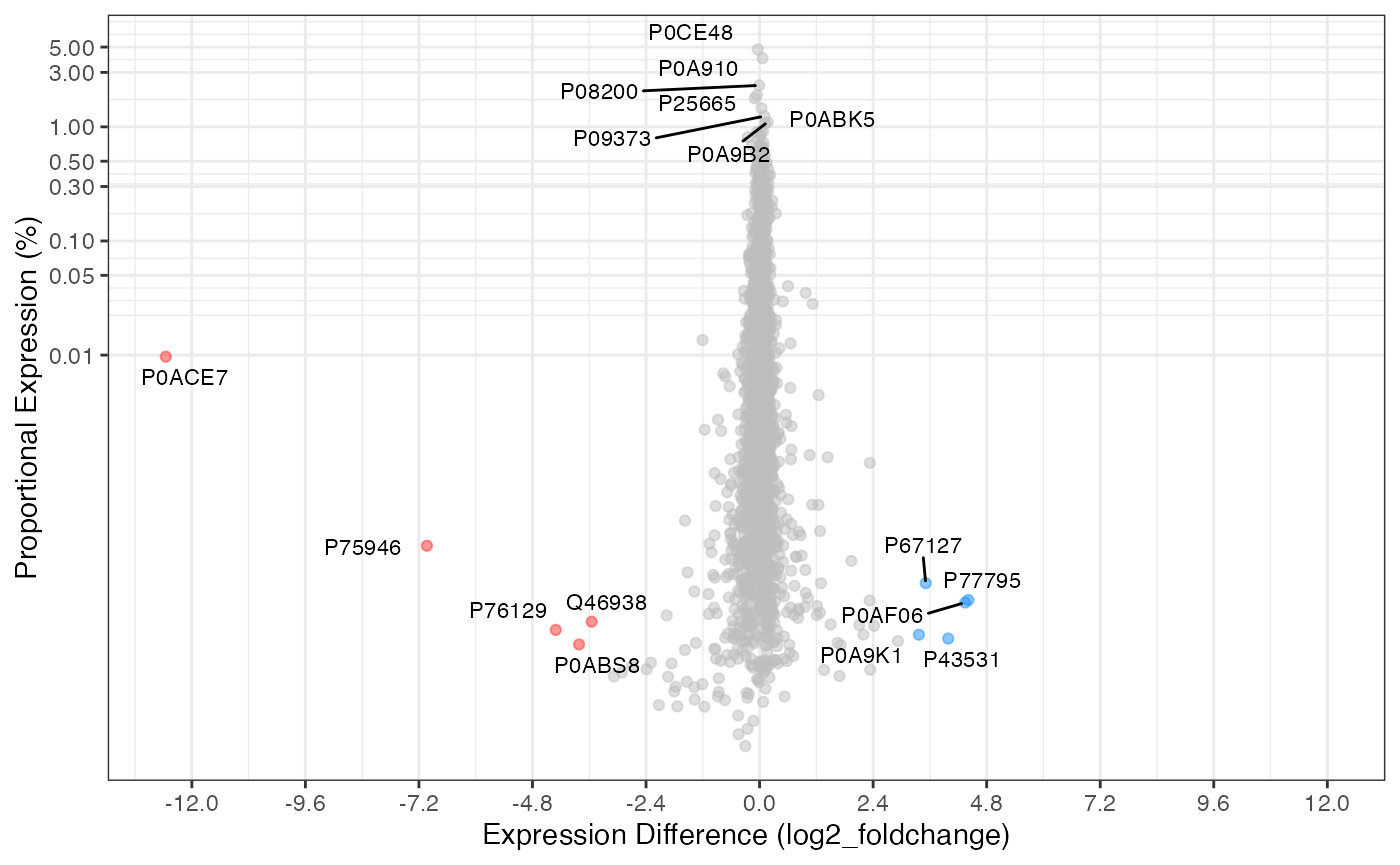 P0CE48
5.00
P0A910
3.00
P08200
P25665
P0ABK5
1.00
P09373
P0A9B2
0.50
0.30
0.10
0.05
0.01
P0ACE7
Proportional Expression (%)
P75946
P67127
P77795
P76129
Q46938
P0AF06
P0ABS8
P0A9K1
P43531
-12.0
-9.6
-7.2
-4.8
-2.4
0.0
2.4
4.8
7.2
9.6
12.0
Expression Difference (log2_foldchange)